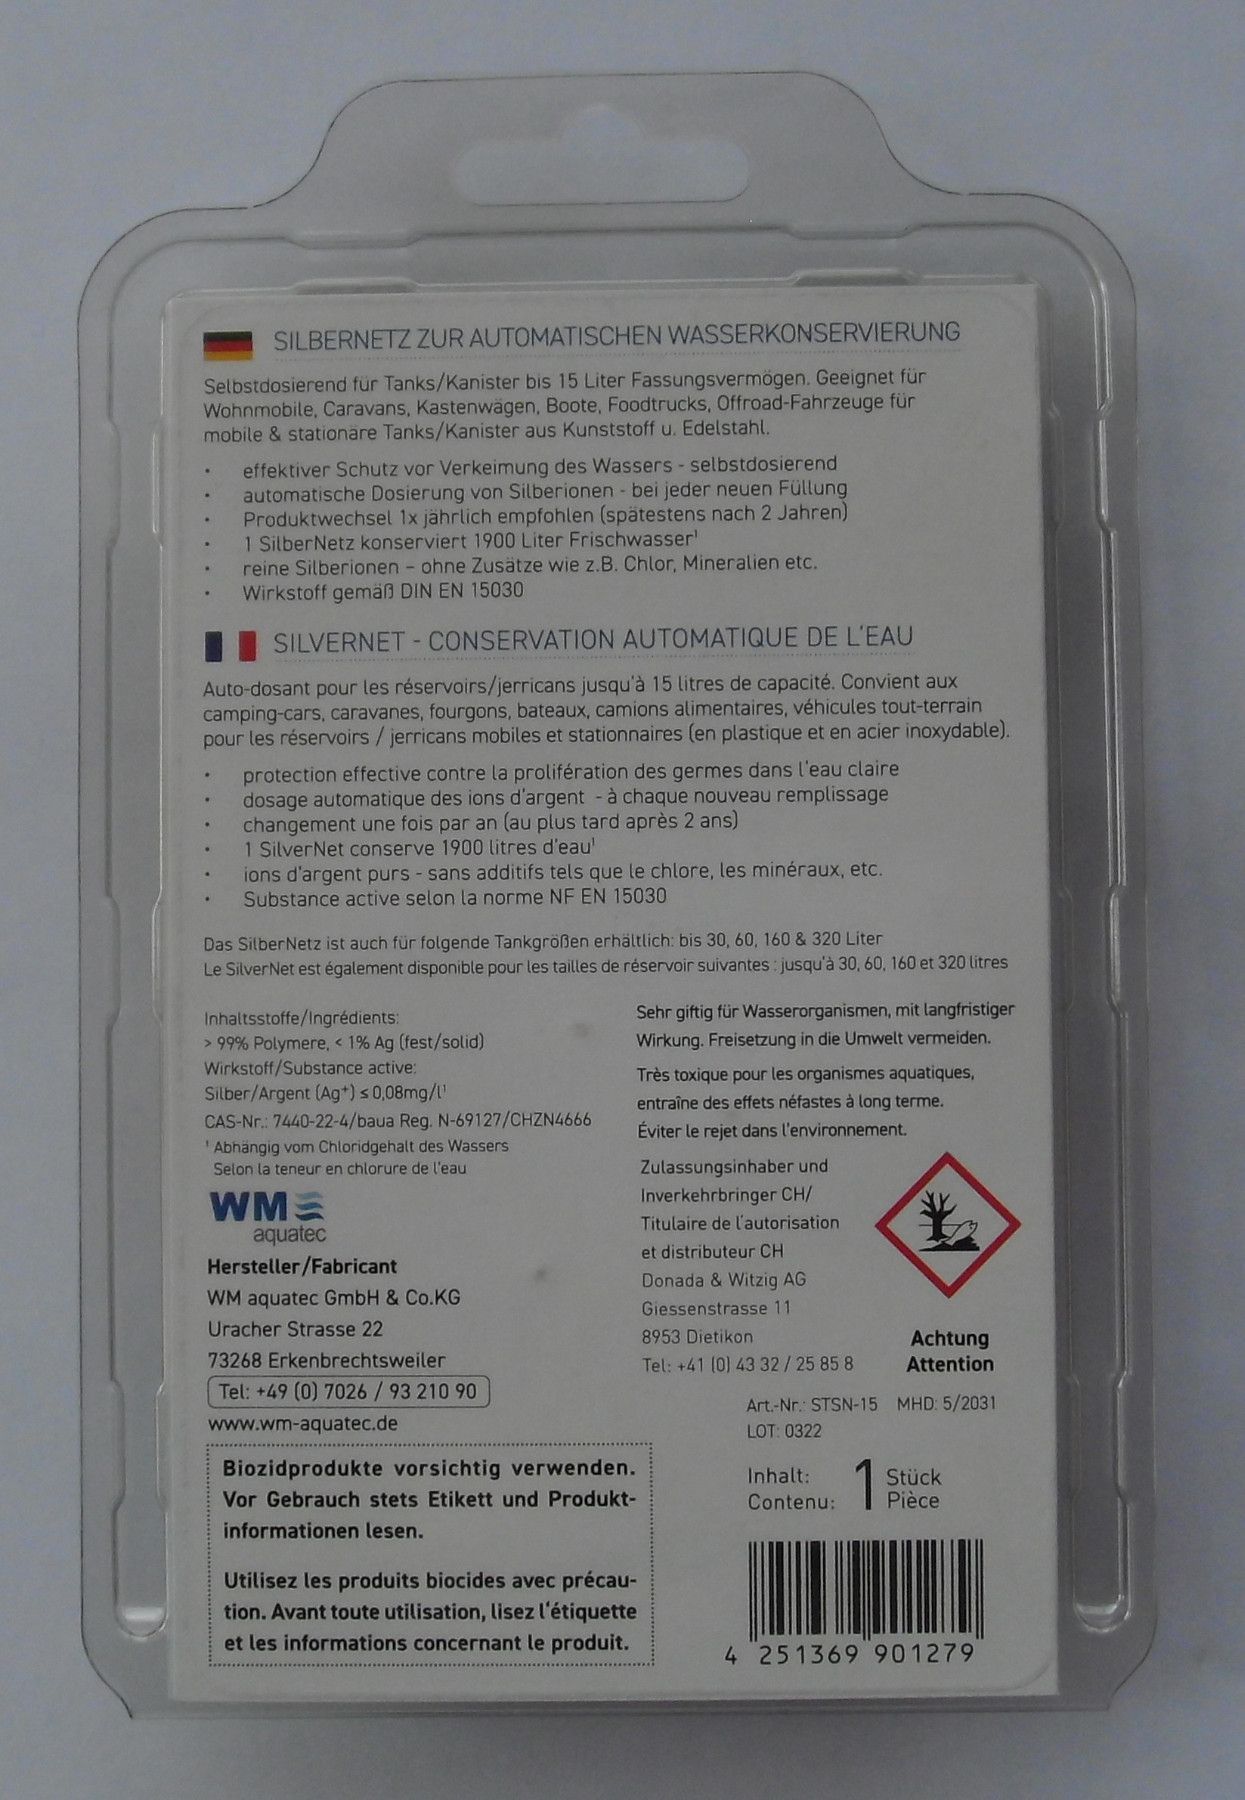 SILBERNETZ ZUR AUTOMATISCHEN WASSERKONSERVIERUNG
Selbstdosierend für Tanks/Kanister bis 15 Liter Fassungsvermögen. Geeignet für
Wohnmobile, Caravans, Kastenwägen, Boote, Foodtrucks, Offroad-Fahrzeuge für
mobile & stationäre Tanks/Kanister aus Kunststoff u. Edelstahl.
• effektiver Schutz vor Verkeimung des Wassers - selbstdosierend
• automatische Dosierung von Silberionen - bei jeder neuen Füllung
• Produktwechsel 1x jährlich empfohlen (spätestens nach 2 Jahren)
• 1 SilberNetz konserviert 1900 Liter Frischwasser¹
• reine Silberionen – ohne Zusätze wie z.B. Chlor, Mineralien etc.
• Wirkstoff gemäß DIN EN 15030
SILVERNET - CONSERVATION AUTOMATIQUE DE L'EAU
Auto-dosant pour les réservoirs/jerricans jusqu'à 15 litres de capacité. Convient aux
camping-cars, caravanes, fourgons, bateaux, camions alimentaires, véhicules tout-terrain
pour les réservoirs / jerricans mobiles et stationnaires (en plastique et en acier inoxydable).
• protection effective contre la prolifération des germes dans l'eau claire
• dosage automatique des ions d'argent - à chaque nouveau remplissage
• changement une fois par an (au plus tard après 2 ans)
• 1 SilverNet conserve 1900 litres d'eau¹
• ions d'argent purs - sans additifs tels que le chlore, les minéraux, etc.
• Substance active selon la norme NF EN 15030
Das SilberNetz ist auch für folgende Tankgrößen erhältlich: bis 30, 60, 160 & 320 Liter
Le SilverNet est également disponible pour les tailles de réservoir suivantes : jusqu'à 30, 60, 160 et 320 litres
Inhaltsstoffe/Ingrédients:
> 99% Polymere, < 1% Ag (fest/solid)
Wirkstoff/Substance active:
Silber/Argent (Ag⁺) ≤ 0,08mg/l¹
CAS-Nr.: 7440-22-4/baua Reg. N-69127/CHZN4666
¹ Abhängig vom Chloridgehalt des Wassers
Selon la teneur en chlorure de l'eau
WM
aquatec
Hersteller/Fabricant
WM aquatec GmbH & Co.KG
Uracher Strasse 22
73268 Erkenbrechtsweiler
Tel: +49 (0) 7026 / 93 210 90
www.wm-aquatec.de
Biozidprodukte vorsichtig verwenden.
Vor Gebrauch stets Etikett und Produkt-
informationen lesen.
Utilisez les produits biocides avec précau-
tion. Avant toute utilisation, lisez l'étiquette
et les informations concernant le produit.
Sehr giftig für Wasserorganismen, mit langfristiger
Wirkung. Freisetzung in die Umwelt vermeiden.
Très toxique pour les organismes aquatiques,
entraîne des effets néfastes à long terme.
Éviter le rejet dans l'environnement.
Zulassungsinhaber und
Inverkehrbringer CH/
Titulaire de l'autorisation
et distributeur CH
Donada & Witzig AG
Giessenstrasse 11
8953 Dietikon
Tel: +41 (0) 43 32 / 25 85 8
Achtung
Attention
Art.-Nr.: STSN-15 MHD: 5/2031
LOT: 0322
Inhalt: 1 Stück
Contenu: Pièce
4 251369 901279